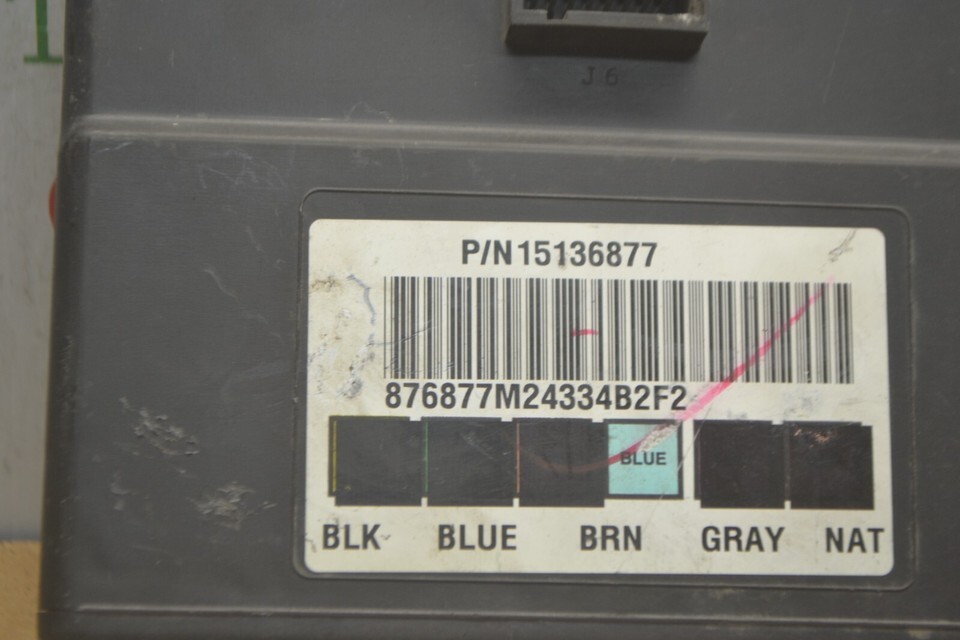 J6
P/N 15136877
876877M24334B2F2
BLUE
BLK BLUE BRN GRAY NAT